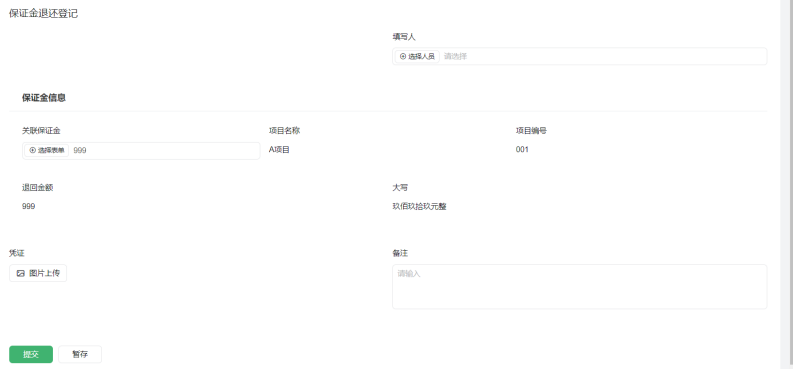 保证金退还登记
填写人
选择人员 请选择
保证金信息
关联保证金 项目名称 项目编号
选择表单 999 A项目 001
退回金额 大写
999 玖佰玖拾玖元整
凭证 备注
图片上传 请输入
提交 暂存